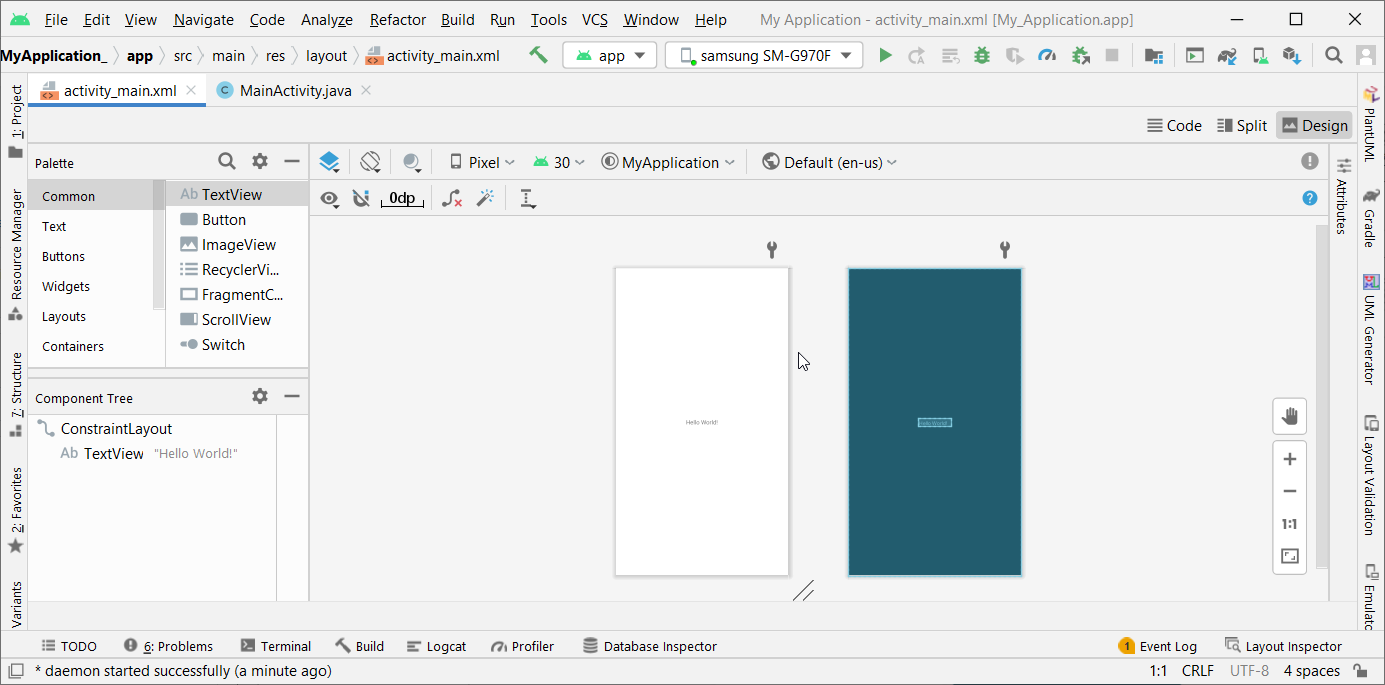 File Edit View Navigate Code Analyze Refactor Build Run Tools VCS Window Help My Application - activity_main.xml [My_Application.app]
MyApplication_ app src main res layout activity_main.xml app samsung SM-G970F
activity_main.xml MainActivity.java
Code Split Design
1: Project
Resource Manager
7: Structure
2: Favorites
Variants
Palette
Common
Text
Buttons
Widgets
Layouts
Containers
Ab TextView
Button
ImageView
RecyclerVi...
FragmentC...
ScrollView
Switch
Component Tree
ConstraintLayout
Ab TextView "Hello World!"
Pixel 30 MyApplication Default (en-us)
0dp
Hello World!
Hello World!
1:1
Attributes
PlantUML
Gradle
UML Generator
Layout Validation
Emulato
TODO 6: Problems Terminal Build Logcat Profiler Database Inspector 1 Event Log Layout Inspector
* daemon started successfully (a minute ago) 1:1 CRLF UTF-8 4 spaces